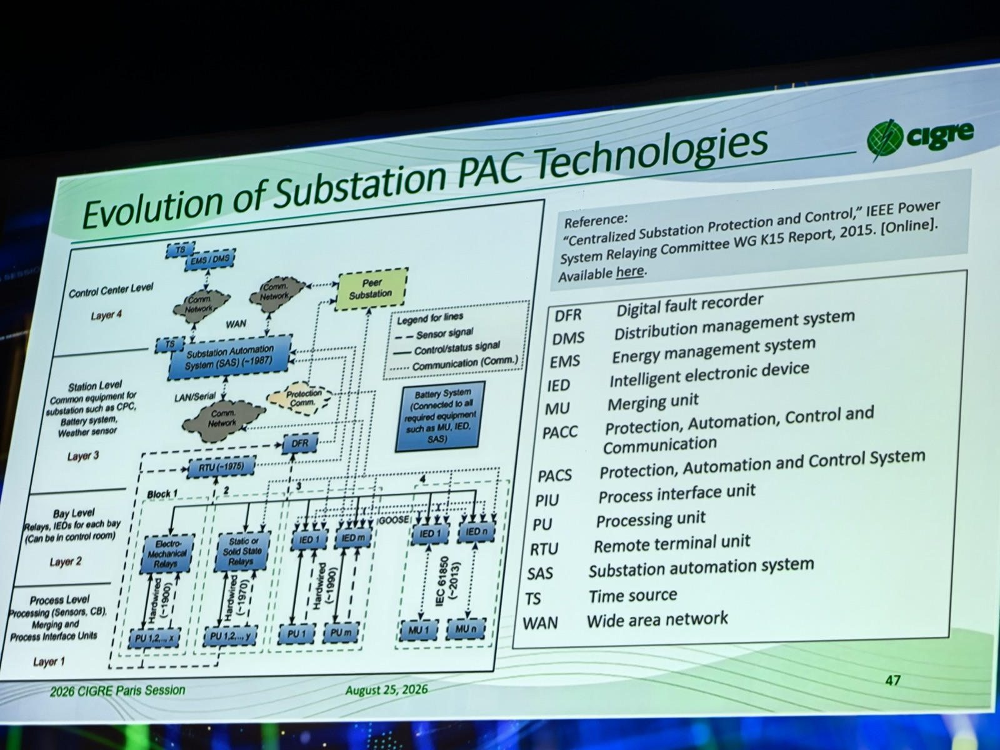 Evolution of Substation PAC Technologies
cigre
Reference:
“Centralized Substation Protection and Control,” IEEE Power
System Relaying Committee WG K15 Report, 2015. [Online].
Available here.
TS
EMS / DMS
Control Center Level
Layer 4
Comm.
Network
Comm.
Network
WAN
Peer
Substation
Legend for lines
Sensor signal
Control/status signal
Communication (Comm.)
TS
Substation Automation
System (SAS) (~1987)
Station Level
Common equipment for
substation such as CPC,
Battery system,
Weather sensor
Layer 3
LAN/Serial
Protection
Comm.
Comm.
Network
Battery System
(Connected to all
required equipment
such as MU, IED,
SAS)
DFR
RTU (~1975)
Block 1
2
3
4
Bay Level
Relays, IEDs for each bay
(Can be in control room)
Layer 2
GOOSE
Electro-
Mechanical
Relays
Static or
Solid State
Relays
IED 1
IED m
IED 1
IED n
Hardwired
(~1900)
Hardwired
(~1970)
Hardwired
(~1990)
IEC 61850
(~2013)
Process Level
Processing (Sensors, CB),
Merging and
Process Interface Units
Layer 1
PU 1,2,.., x
PU 1,2,.., y
PU 1
PU m
MU 1
MU n
DFR Digital fault recorder
DMS Distribution management system
EMS Energy management system
IED Intelligent electronic device
MU Merging unit
PACC Protection, Automation, Control and
Communication
PACS Protection, Automation and Control System
PIU Process interface unit
PU Processing unit
RTU Remote terminal unit
SAS Substation automation system
TS Time source
WAN Wide area network
2026 CIGRE Paris Session
August 25, 2026
47